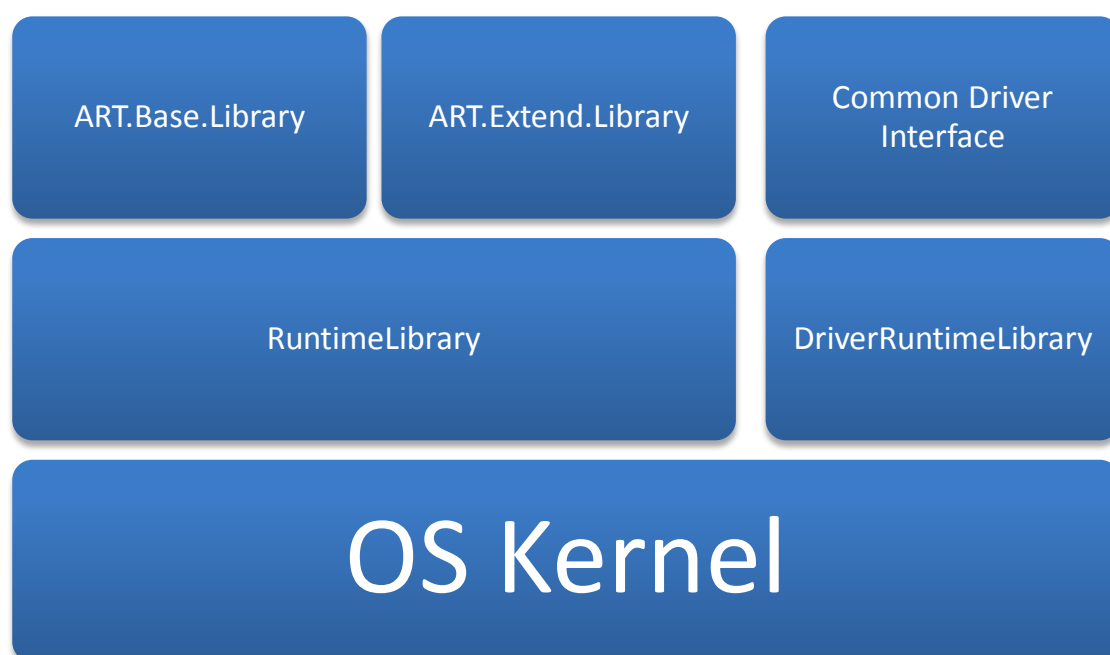 ART.Base.Library
ART.Extend.Library
Common Driver
Interface
RuntimeLibrary
DriverRuntimeLibrary
OS Kernel